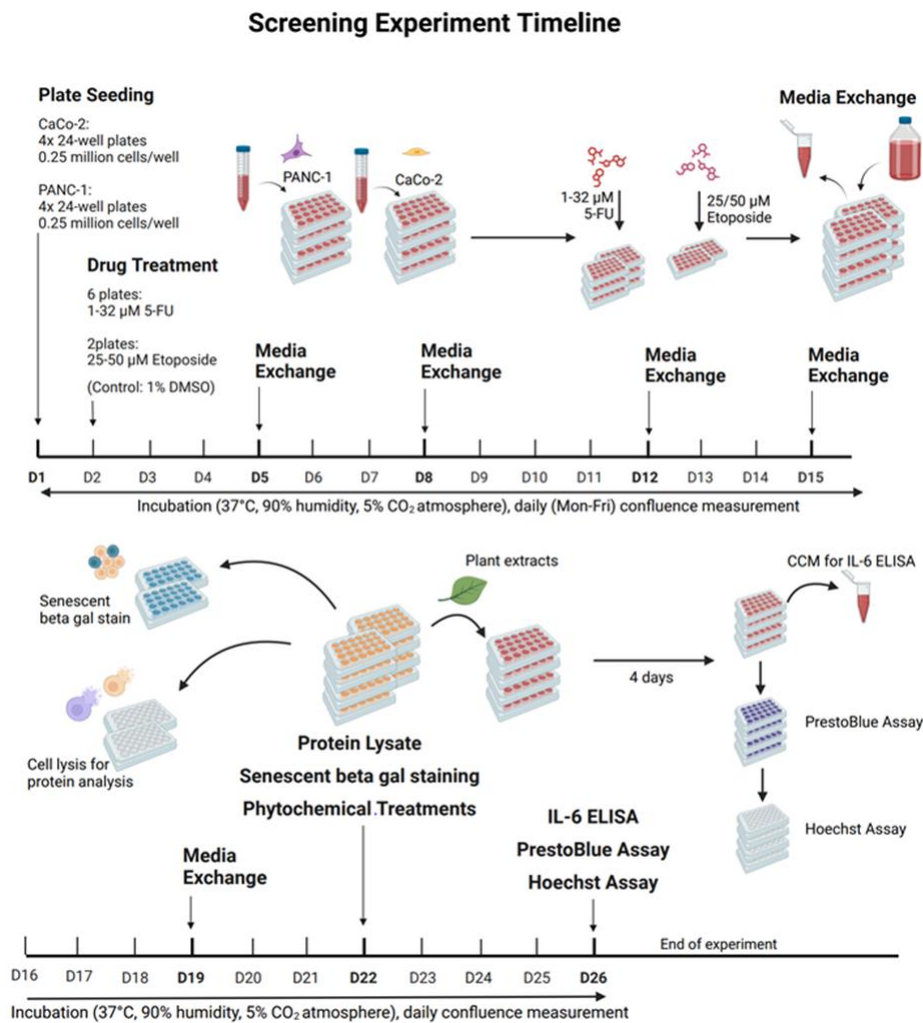 Screening Experiment Timeline
Plate Seeding
CaCo-2:
4x 24-well plates
0.25 million cells/well
PANC-1:
4x 24-well plates
0.25 million cells/well
Drug Treatment
6 plates:
1-32 µM 5-FU
2plates:
25-50 µM Etoposide
(Control: 1% DMSO)
PANC-1
CaCo-2
1-32 µM
5-FU
25/50 µM
Etoposide
Media Exchange
Media
Exchange
Media
Exchange
Media
Exchange
Media
Exchange
D1 D2 D3 D4 D5 D6 D7 D8 D9 D10 D11 D12 D13 D14 D15
Incubation (37°C, 90% humidity, 5% CO₂ atmosphere), daily (Mon-Fri) confluence measurement
Senescent
beta gal stain
Cell lysis for
protein analysis
Plant extracts
4 days
CCM for IL-6 ELISA
PrestoBlue Assay
Hoechst Assay
Protein Lysate
Senescent beta gal staining
Phytochemical.Treatments
Media
Exchange
IL-6 ELISA
PrestoBlue Assay
Hoechst Assay
End of experiment
D16 D17 D18 D19 D20 D21 D22 D23 D24 D25 D26
Incubation (37°C, 90% humidity, 5% CO₂ atmosphere), daily confluence measurement